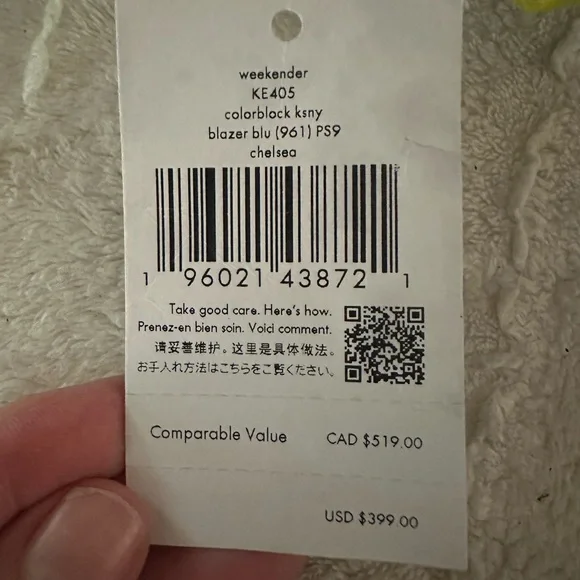 weekender
KE405
colorblock ksny
blazer blu (961) PS9
chelsea
1 96021 43872 1
Take good care. Here's how.
Prenez-en bien soin. Voici comment.
请妥善维护。这里是具体做法。
お手入れ方法はこちらをご覧ください。
Comparable Value CAD $519.00
USD $399.00